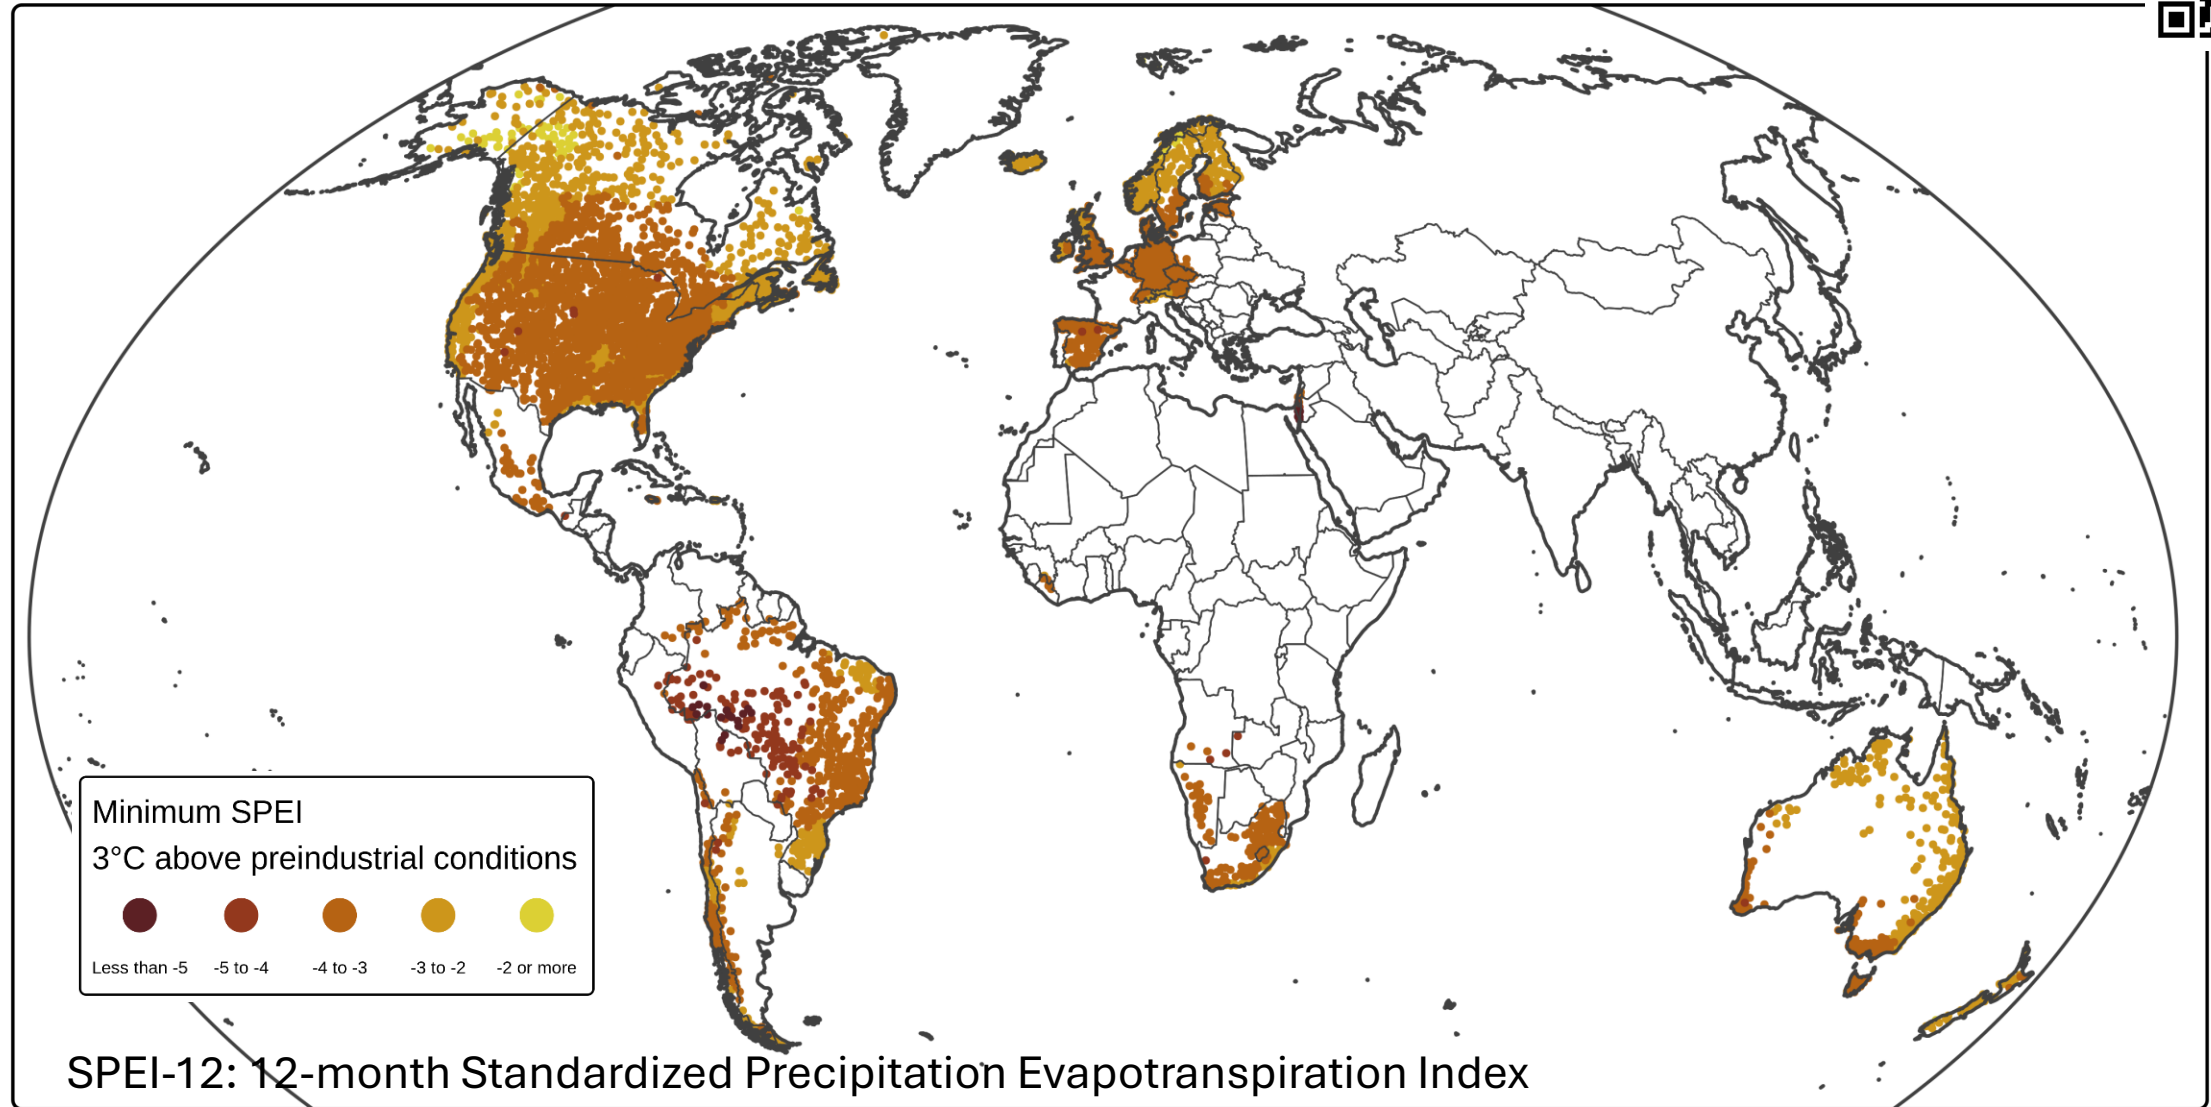 Minimum SPEI
3°C above preindustrial conditions
Less than -5 -5 to -4 -4 to -3 -3 to -2 -2 or more
SPEI-12: 12-month Standardized Precipitation Evapotranspiration Index